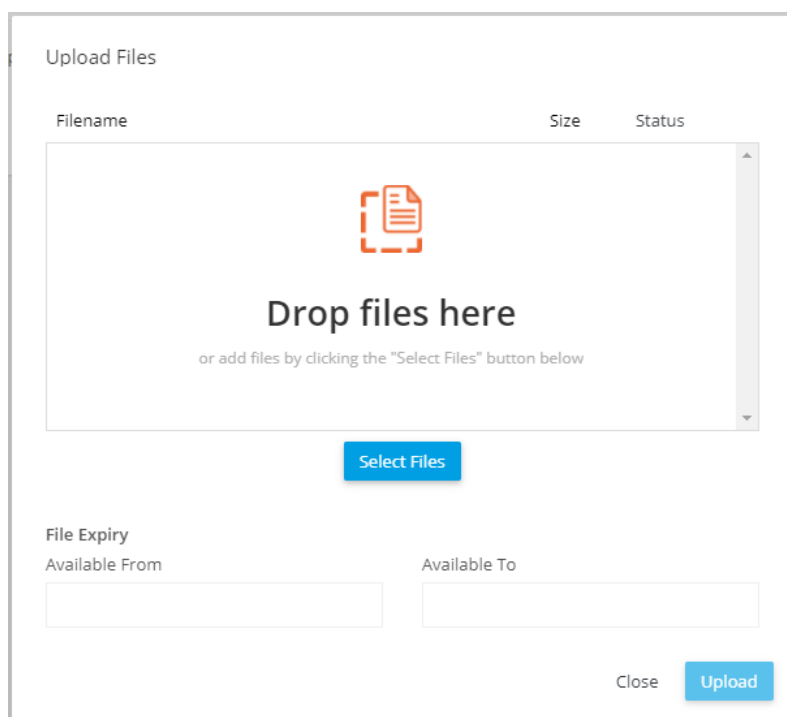 Upload Files
Filename Size Status
Drop files here
or add files by clicking the "Select Files" button below
Select Files
File Expiry
Available From Available To
Close Upload